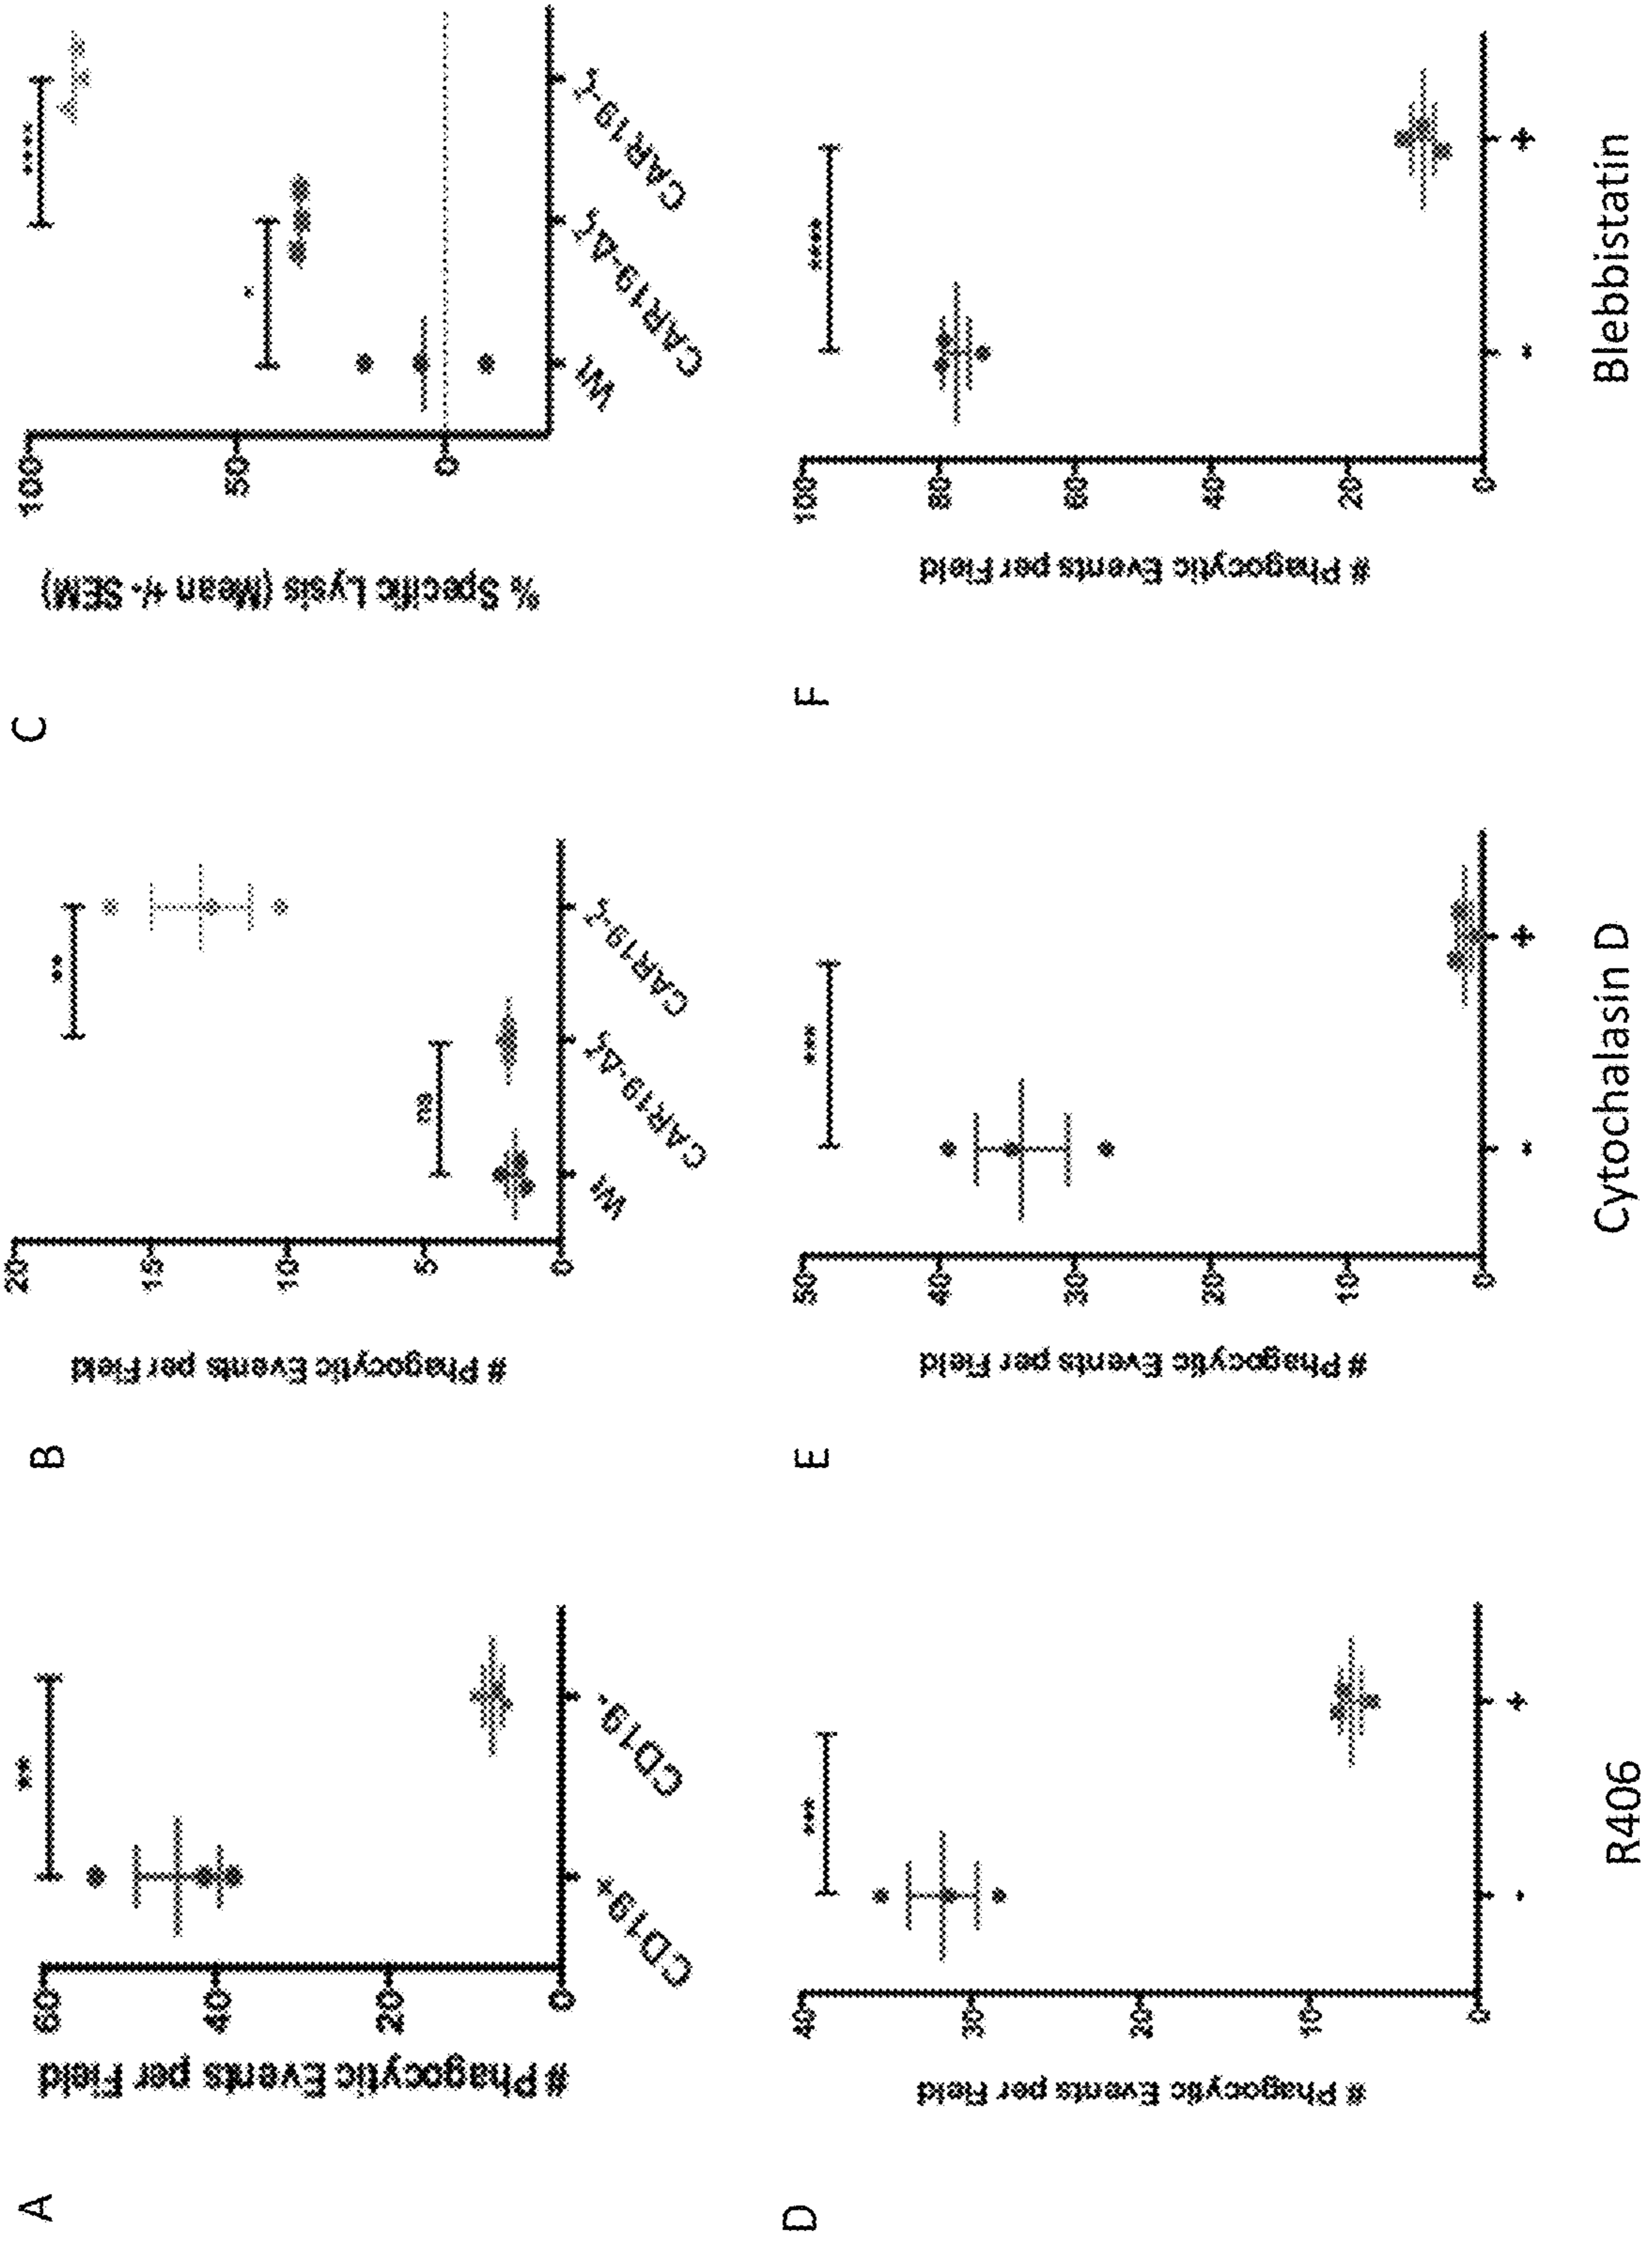 A
# Phagocytic Events per Field
60
40
20
0
**
CD19+
CD19-
B
# Phagocytic Events per Field
20
15
10
5
0
ns
**
Wt
CAR19-Δζ
CAR19-ζ
C
% Specific Lysis (Mean +/- SEM)
100
50
0
*
****
Wt
CAR19-Δζ
CAR19-ζ
D
# Phagocytic Events per Field
40
30
20
10
0
***
-
+
R406
E
# Phagocytic Events per Field
50
40
30
20
10
0
***
-
+
Cytochalasin D
F
# Phagocytic Events per Field
100
80
60
40
20
0
****
-
+
Blebbistatin